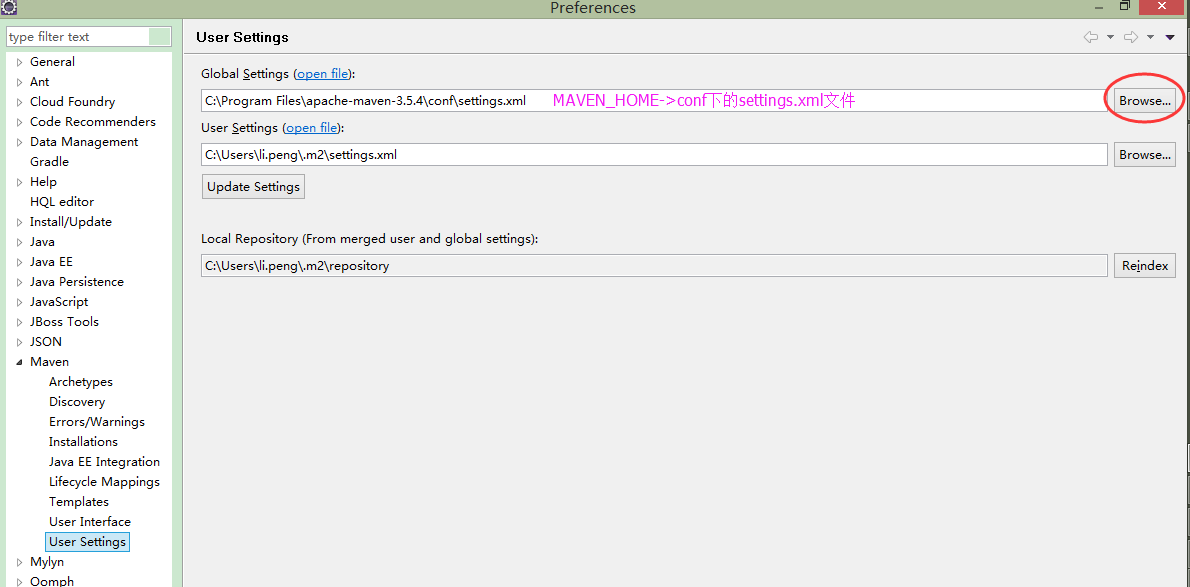 Preferences
type filter text
General
Ant
Cloud Foundry
Code Recommenders
Data Management
Gradle
Help
HQL editor
Install/Update
Java
Java EE
Java Persistence
JavaScript
JBoss Tools
JSON
Maven
Archetypes
Discovery
Errors/Warnings
Installations
Java EE Integration
Lifecycle Mappings
Templates
User Interface
User Settings
Mylyn
Oomph
User Settings
Global Settings (open file):
C:\Program Files\apache-maven-3.5.4\conf\settings.xml MAVEN_HOME->conf下的settings.xml文件 Browse...
User Settings (open file):
C:\Users\li.peng\.m2\settings.xml Browse...
Update Settings
Local Repository (From merged user and global settings):
C:\Users\li.peng\.m2\repository Reindex